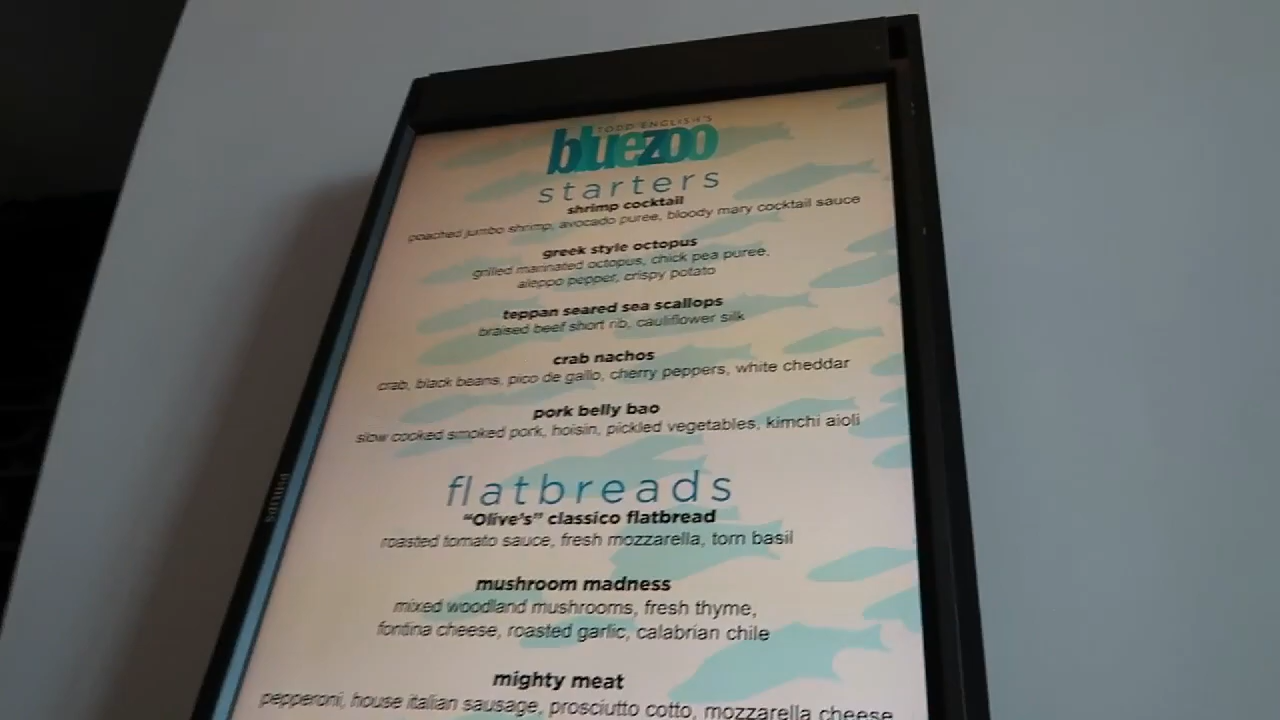 TODD ENGLISH'S
bluezoo
starters
shrimp cocktail
poached jumbo shrimp, avocado puree, bloody mary cocktail sauce
greek style octopus
grilled marinated octopus, chick pea puree,
aleppo pepper, crispy potato
teppan seared sea scallops
braised beef short rib, cauliflower silk
crab nachos
crab, black beans, pico de gallo, cherry peppers, white cheddar
pork belly bao
slow cooked smoked pork, hoisin, pickled vegetables, kimchi aioli
flatbreads
"Olive's" classico flatbread
roasted tomato sauce, fresh mozzarella, torn basil
mushroom madness
mixed woodland mushrooms, fresh thyme,
fontina cheese, roasted garlic, calabrian chile
mighty meat
pepperoni, house italian sausage, prosciutto cotto, mozzarella cheese